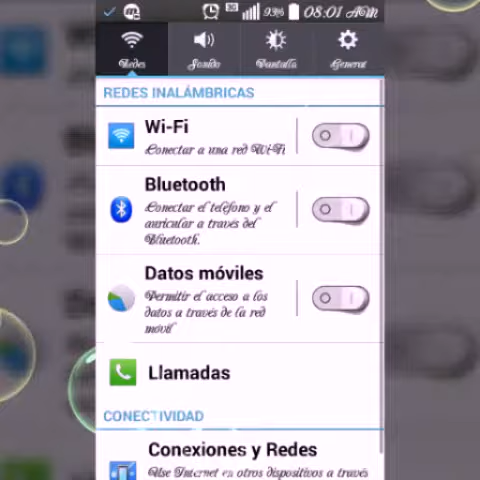 3G 93% 08:01 AM
Redes Sonido Pantalla General
REDES INALÁMBRICAS
Wi-Fi
Conectar a una red Wi-Fi
Bluetooth
Conectar el teléfono y el
auricular a través del
Bluetooth.
Datos móviles
Permitir el acceso a los
datos a través de la red
móvil
Llamadas
CONECTIVIDAD
Conexiones y Redes
Use Internet en otros dispositivos a través